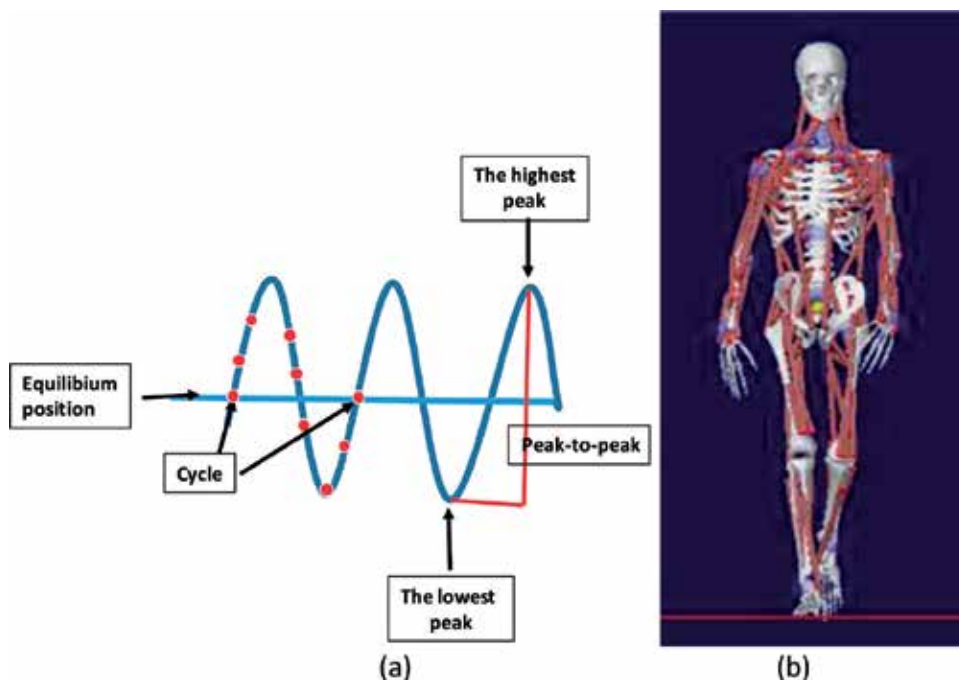 The highest
peak
Equilibium
position
Cycle
Peak-to-peak
The lowest
peak
(a)
(b)